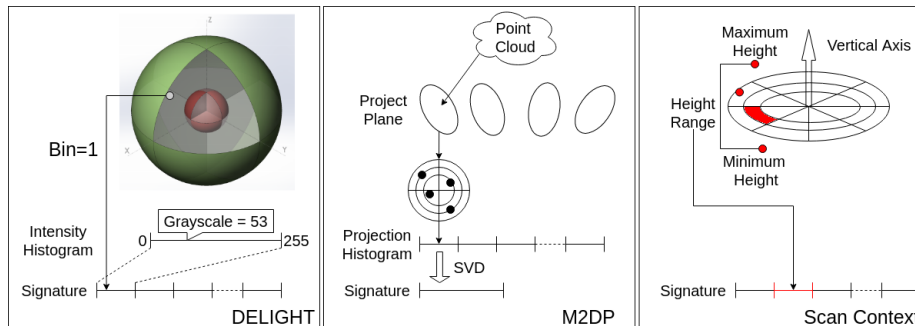 Z
X
Y
Bin=1
Intensity
Histogram
Grayscale = 53
0
255
Signature
DELIGHT
Point
Cloud
Project
Plane
Projection
Histogram
SVD
Signature
M2DP
Maximum
Height
Vertical Axis
Height
Range
Minimum
Height
Signature
Scan Context